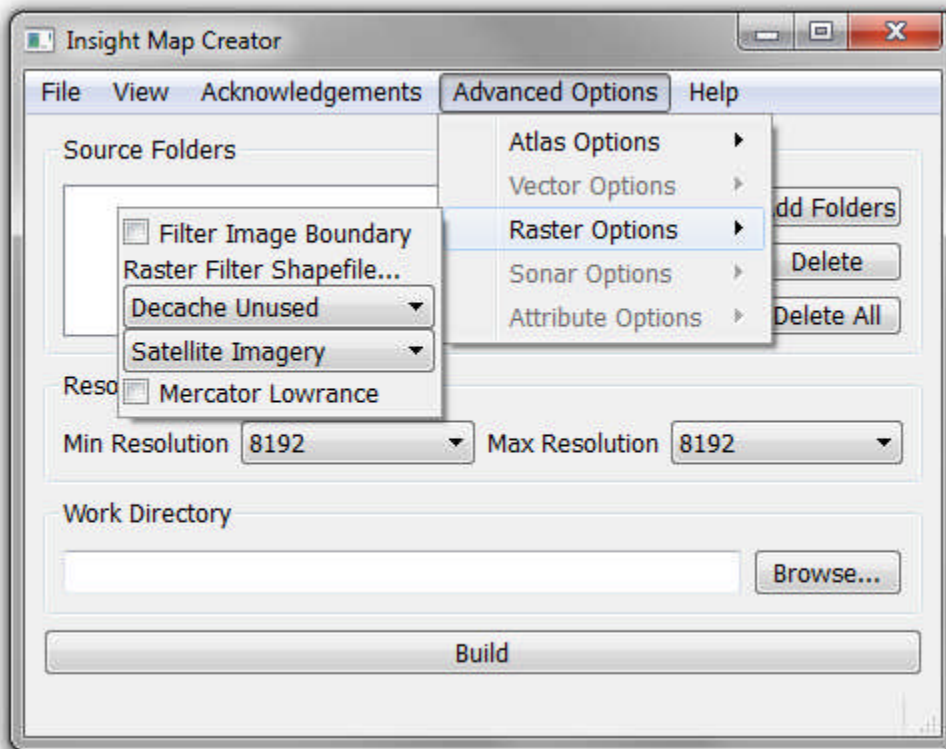 Insight Map Creator
File View Acknowledgements Advanced Options Help
Source Folders
Atlas Options
Vector Options
Raster Options
Sonar Options
Attribute Options
Filter Image Boundary
Raster Filter Shapefile...
Decache Unused
Satellite Imagery
Mercator Lowrance
dd Folders
Delete
Delete All
Reso
Min Resolution 8192 Max Resolution 8192
Work Directory
Browse...
Build